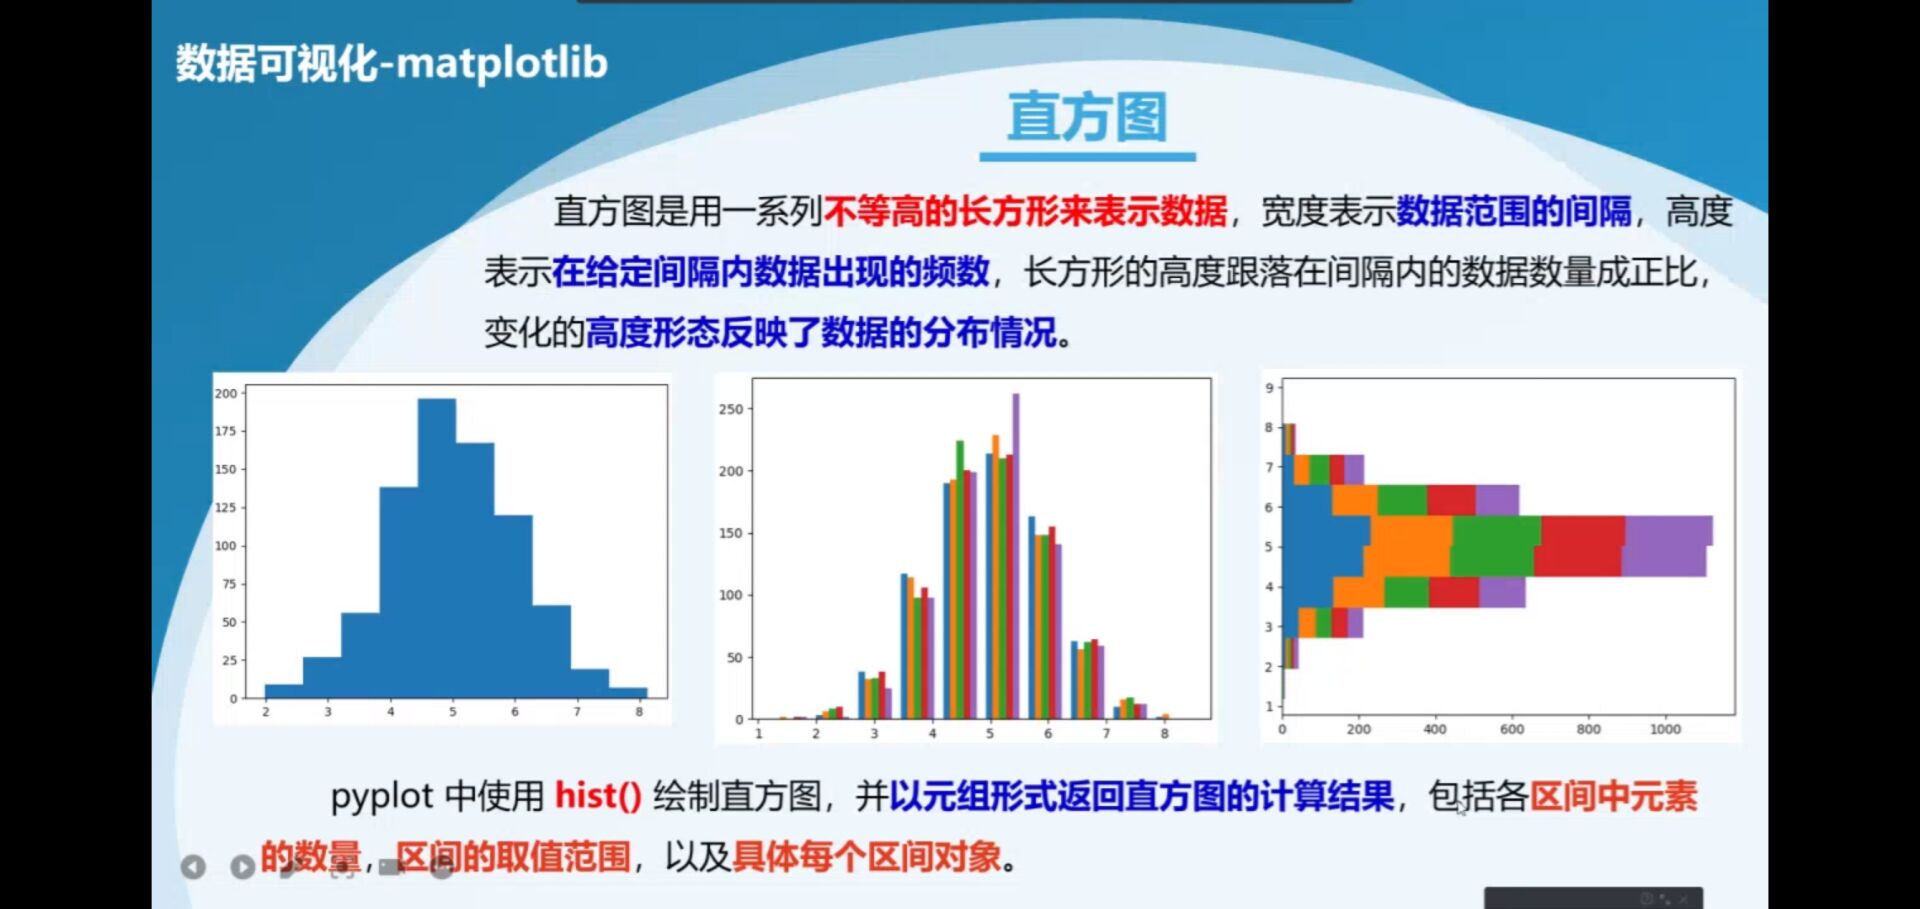 数据可视化-matplotlib
直方图
直方图是用一系列不等高的长方形来表示数据，宽度表示数据范围的间隔，高度
表示在给定间隔内数据出现的频数，长方形的高度跟落在间隔内的数据数量成正比，
变化的高度形态反映了数据的分布情况。
200
175
150
125
100
75
50
25
0
2 3 4 5 6 7 8
250
200
150
100
50
0
1 2 3 4 5 6 7 8
9
8
7
6
5
4
3
2
1
0 200 400 600 800 1000
pyplot 中使用 hist() 绘制直方图，并以元组形式返回直方图的计算结果，包括各区间中元素
的数量，区间的取值范围，以及具体每个区间对象。